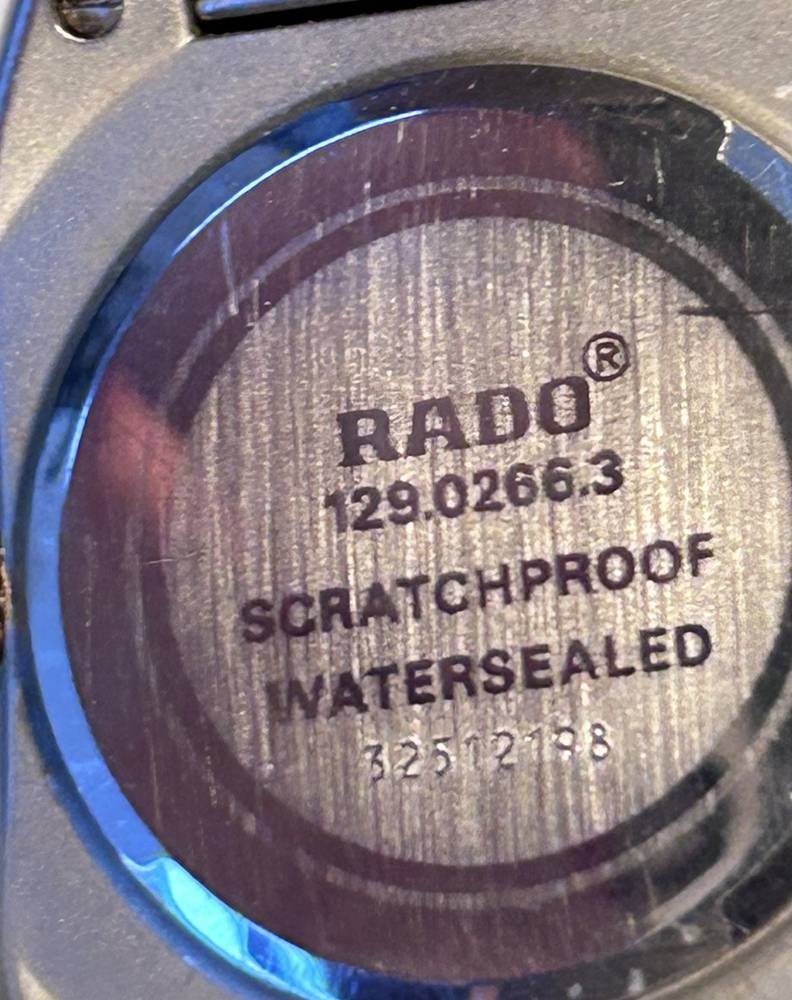 RADO®
129.0266.3
SCRATCHPROOF
WATERSEALED
32512198